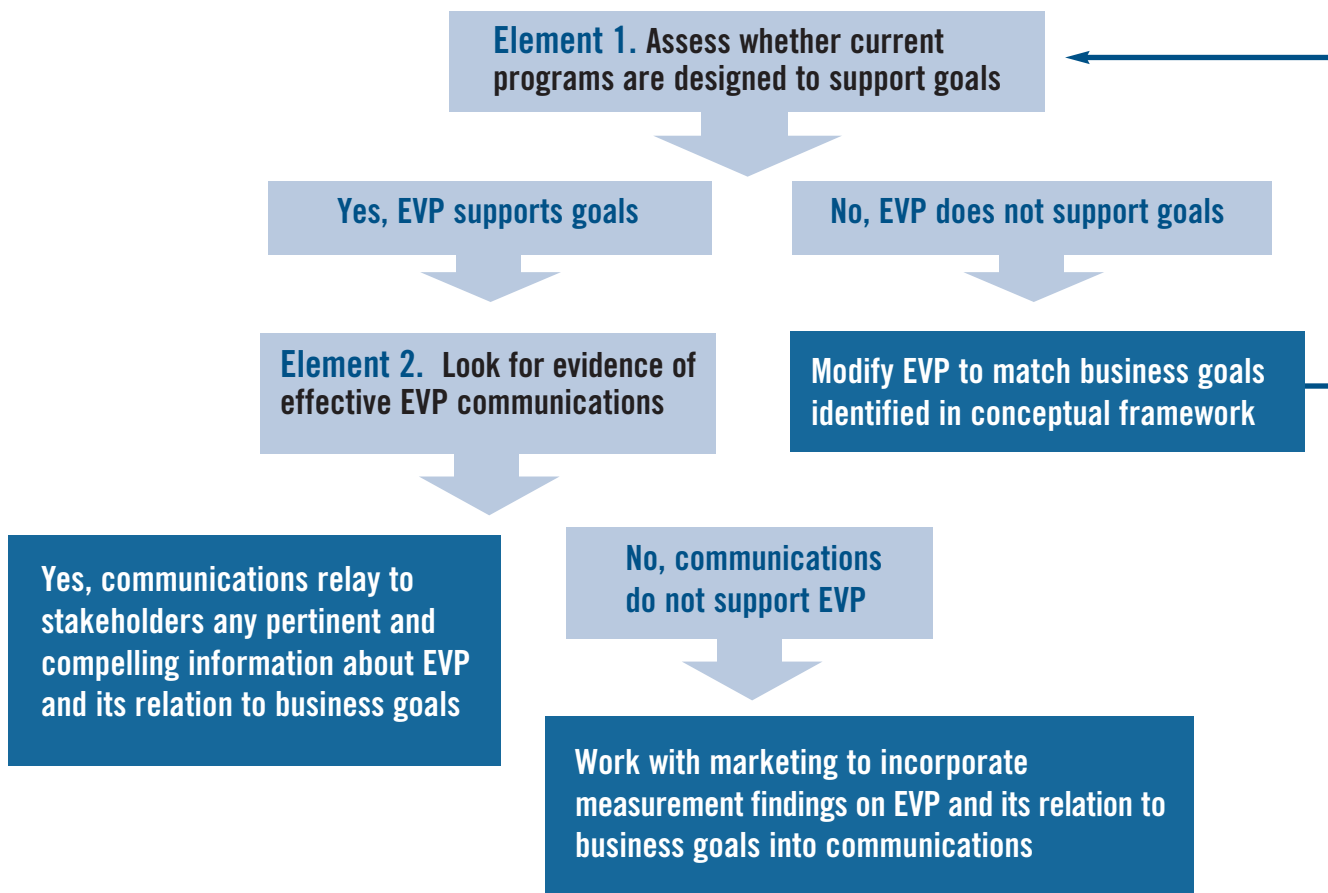 Element 1. Assess whether current
programs are designed to support goals
Yes, EVP supports goals
No, EVP does not support goals
Element 2. Look for evidence of
effective EVP communications
Modify EVP to match business goals
identified in conceptual framework
Yes, communications relay to
stakeholders any pertinent and
compelling information about EVP
and its relation to business goals
No, communications
do not support EVP
Work with marketing to incorporate
measurement findings on EVP and its relation to
business goals into communications